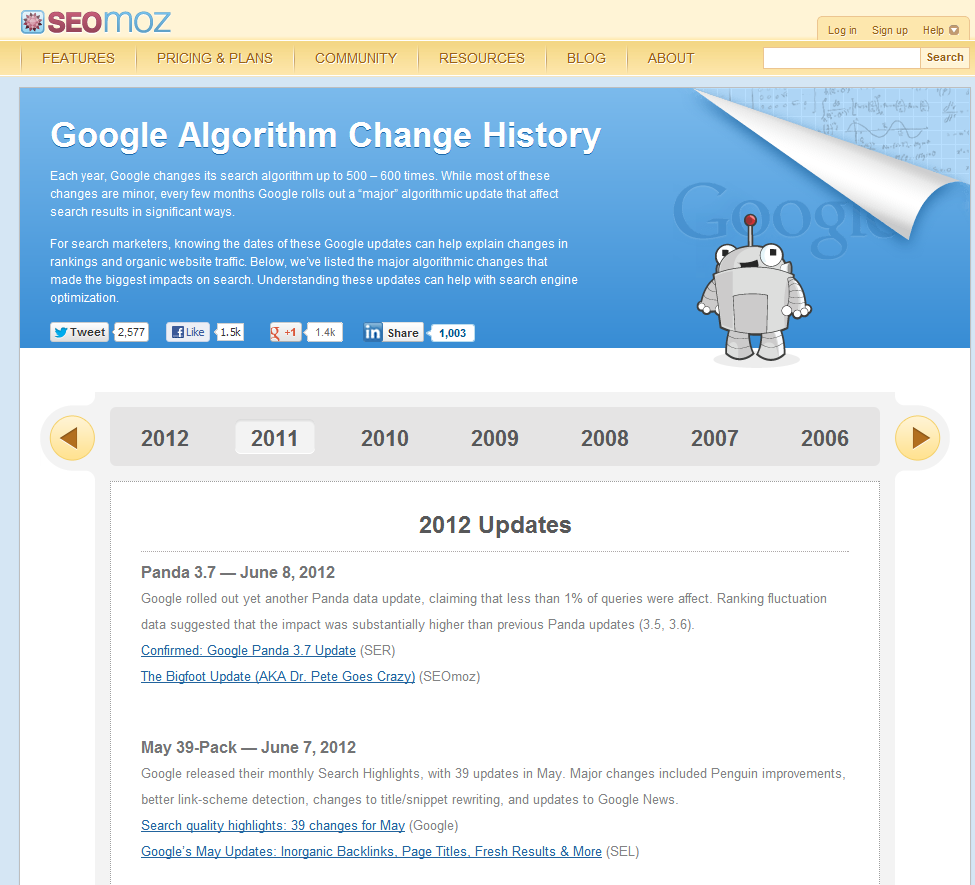 SEOmoz
Log in Sign up Help
FEATURES PRICING & PLANS COMMUNITY RESOURCES BLOG ABOUT
Search
Google Algorithm Change History
Each year, Google changes its search algorithm up to 500 – 600 times. While most of these
changes are minor, every few months Google rolls out a “major” algorithmic update that affect
search results in significant ways.
For search marketers, knowing the dates of these Google updates can help explain changes in
rankings and organic website traffic. Below, we’ve listed the major algorithmic changes that
made the biggest impacts on search. Understanding these updates can help with search engine
optimization.
Google
Tweet 2,577 Like 1.5k +1 1.4k in Share 1,003
2012 2011 2010 2009 2008 2007 2006
2012 Updates
Panda 3.7 — June 8, 2012
Google rolled out yet another Panda data update, claiming that less than 1% of queries were affect. Ranking fluctuation
data suggested that the impact was substantially higher than previous Panda updates (3.5, 3.6).
Confirmed: Google Panda 3.7 Update (SER)
The Bigfoot Update (AKA Dr. Pete Goes Crazy) (SEOmoz)
May 39-Pack — June 7, 2012
Google released their monthly Search Highlights, with 39 updates in May. Major changes included Penguin improvements,
better link-scheme detection, changes to title/snippet rewriting, and updates to Google News.
Search quality highlights: 39 changes for May (Google)
Google’s May Updates: Inorganic Backlinks, Page Titles, Fresh Results & More (SEL)